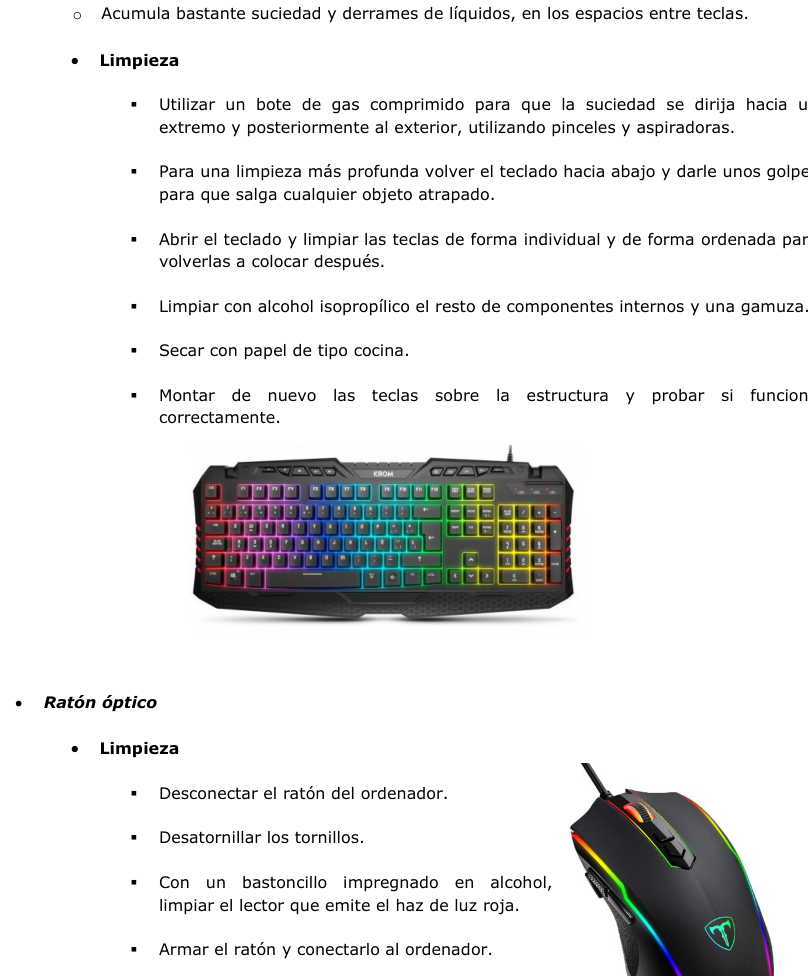 o Acumula bastante suciedad y derrames de líquidos, en los espacios entre teclas.
• Limpieza
▪ Utilizar un bote de gas comprimido para que la suciedad se dirija hacia u
extremo y posteriormente al exterior, utilizando pinceles y aspiradoras.
▪ Para una limpieza más profunda volver el teclado hacia abajo y darle unos golpe
para que salga cualquier objeto atrapado.
▪ Abrir el teclado y limpiar las teclas de forma individual y de forma ordenada par
volverlas a colocar después.
▪ Limpiar con alcohol isopropílico el resto de componentes internos y una gamuza.
▪ Secar con papel de tipo cocina.
▪ Montar de nuevo las teclas sobre la estructura y probar si funcion
correctamente.
KROM
• Ratón óptico
• Limpieza
▪ Desconectar el ratón del ordenador.
▪ Desatornillar los tornillos.
▪ Con un bastoncillo impregnado en alcohol,
limpiar el lector que emite el haz de luz roja.
▪ Armar el ratón y conectarlo al ordenador.